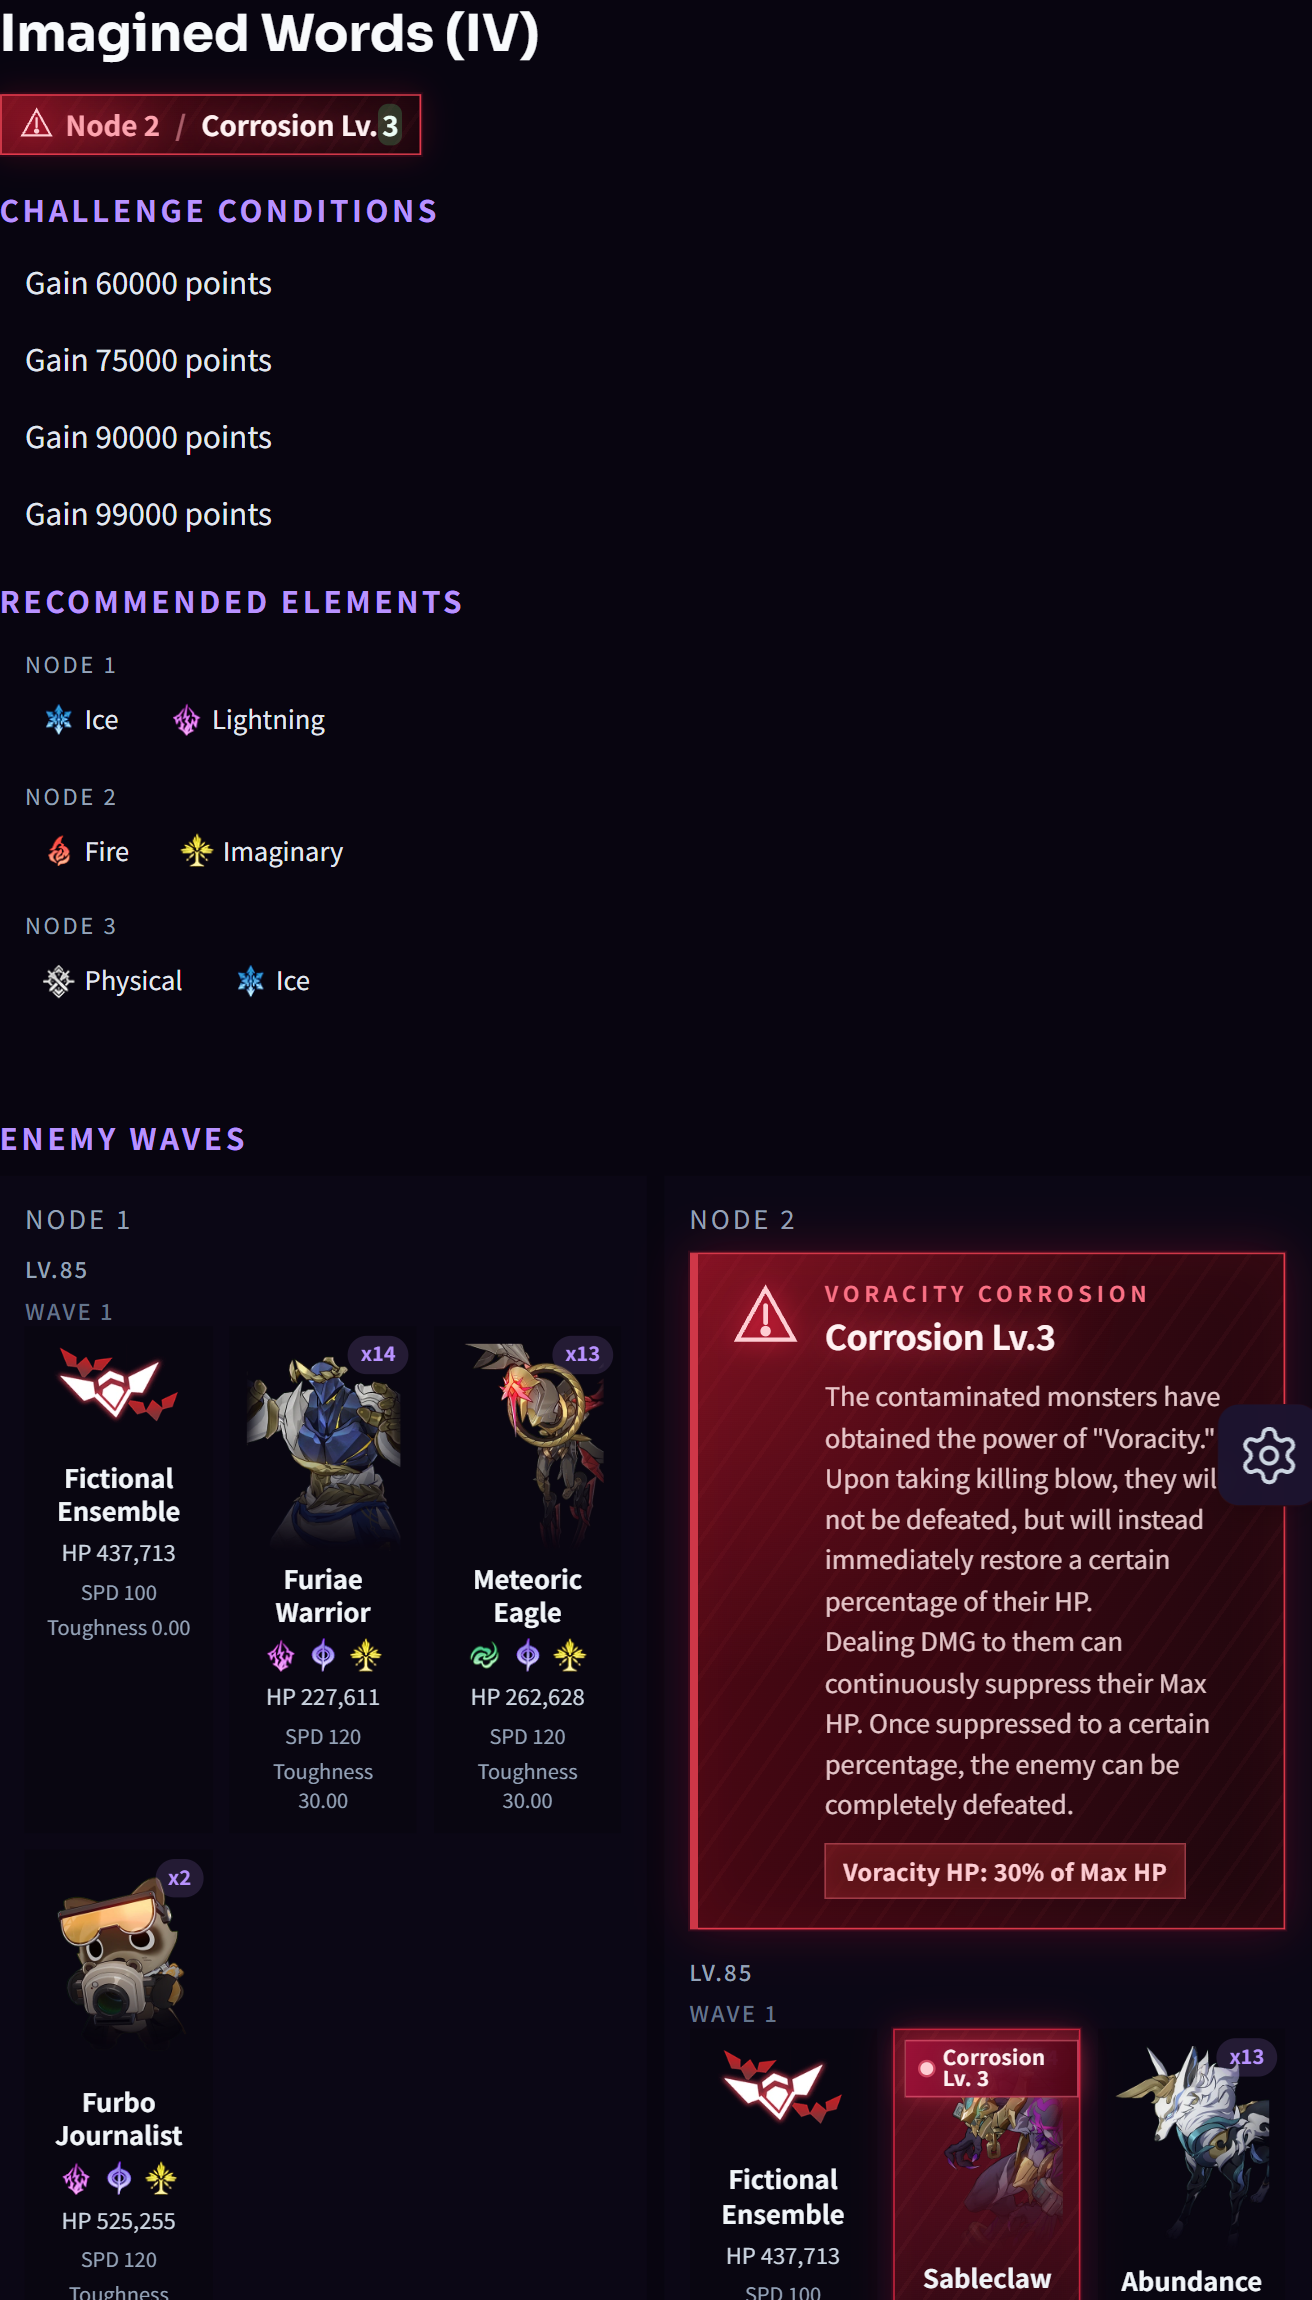 Imagined Words (IV)
Node 2 / Corrosion Lv.3
CHALLENGE CONDITIONS
Gain 60000 points
Gain 75000 points
Gain 90000 points
Gain 99000 points
RECOMMENDED ELEMENTS
NODE 1
Ice Lightning
NODE 2
Fire Imaginary
NODE 3
Physical Ice
ENEMY WAVES
NODE 1
LV.85
WAVE 1
Fictional
Ensemble
HP 437,713
SPD 100
Toughness 0.00
x14
Furiae
Warrior
HP 227,611
SPD 120
Toughness
30.00
x13
Meteoric
Eagle
HP 262,628
SPD 120
Toughness
30.00
x2
Furbo
Journalist
HP 525,255
SPD 120
Toughness
NODE 2
VORACITY CORROSION
Corrosion Lv.3
The contaminated monsters have
obtained the power of "Voracity."
Upon taking killing blow, they wil
not be defeated, but will instead
immediately restore a certain
percentage of their HP.
Dealing DMG to them can
continuously suppress their Max
HP. Once suppressed to a certain
percentage, the enemy can be
completely defeated.
Voracity HP: 30% of Max HP
LV.85
WAVE 1
Fictional
Ensemble
HP 437,713
SPD 100
Corrosion
Lv. 3
Sableclaw
x13
Abundance